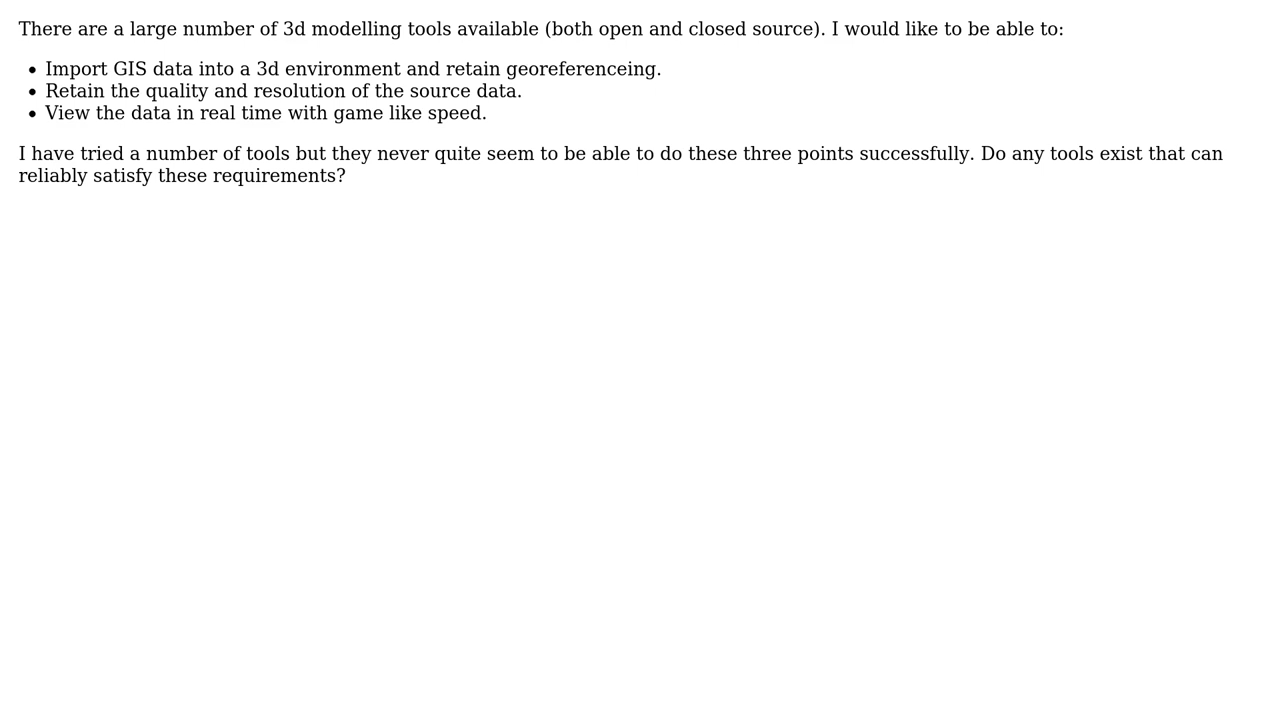 There are a large number of 3d modelling tools available (both open and closed source). I would like to be able to:
• Import GIS data into a 3d environment and retain georeferenceing.
• Retain the quality and resolution of the source data.
• View the data in real time with game like speed.
I have tried a number of tools but they never quite seem to be able to do these three points successfully. Do any tools exist that can
reliably satisfy these requirements?